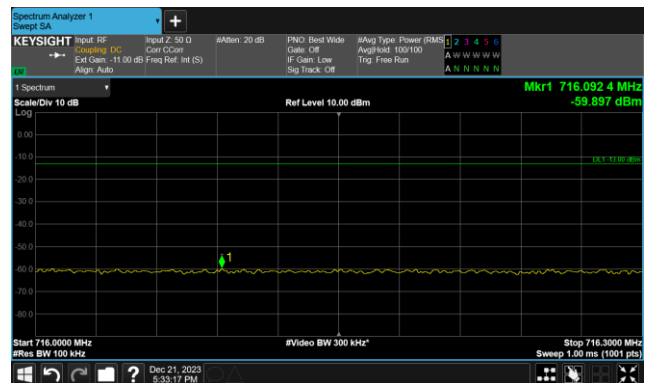 Spectrum Analyzer 1
Swept SA
+
KEYSIGHT Input: RF Input Z: 50 Ω #Atten: 20 dB PNO: Best Wide #Avg Type: Power (RMS 1 2 3 4 5 6
Coupling: DC Corr CCorr Gate: Off Avg|Hold: 100/100 A W W W W W
Ext Gain: -11.00 dB Freq Ref: Int (S) IF Gain: Low Trig: Free Run
Align: Auto Sig Track: Off A N N N N N
1 Spectrum Mkr1 716.092 4 MHz
Scale/Div 10 dB Ref Level 10.00 dBm -59.897 dBm
Log
0.00
-10.0
DL1 -13.00 dBm
-20.0
-30.0
-40.0
-50.0
1
-60.0
-70.0
-80.0
Start 716.0000 MHz #Video BW 300 kHz* Stop 716.3000 MHz
#Res BW 100 kHz Sweep 1.00 ms (1001 pts)
? Dec 21, 2023
5:33:17 PM